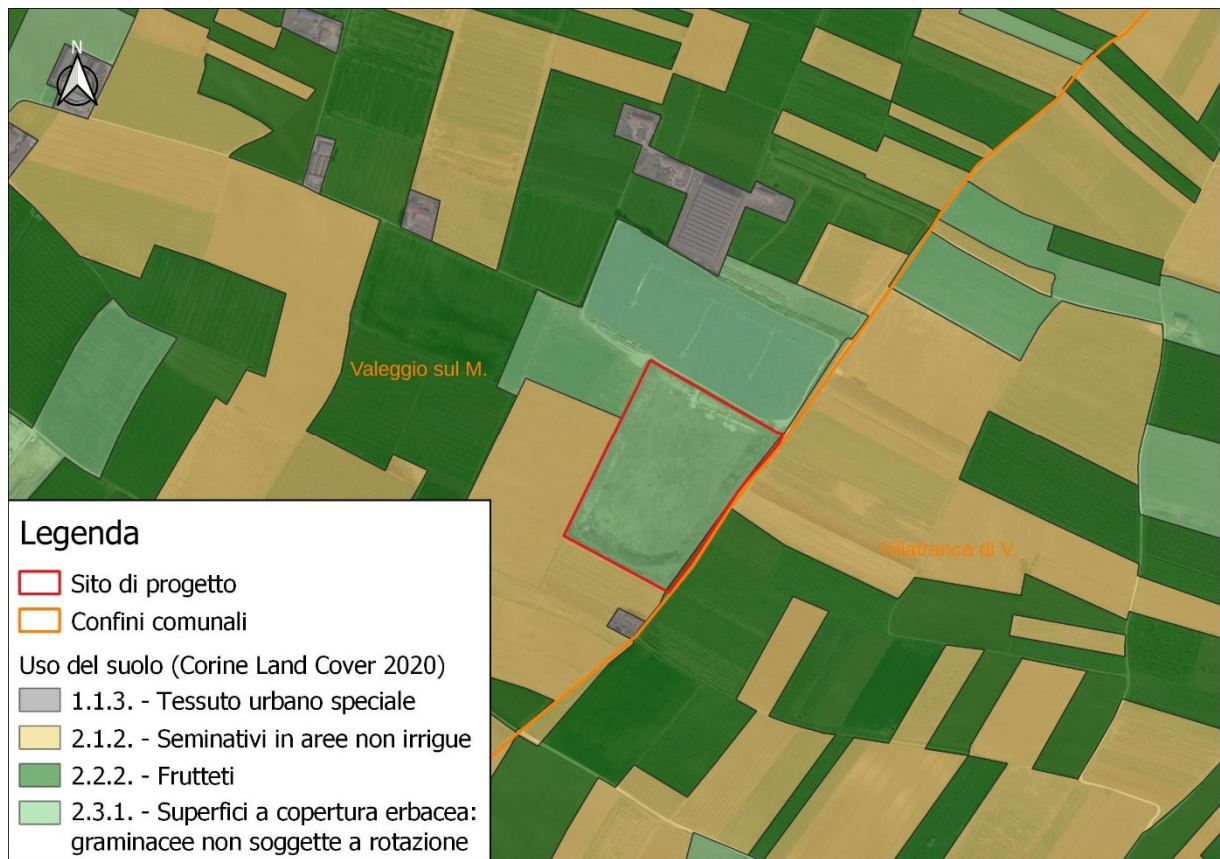 N
Valeggio sul M.
Villafranca di V.
Legenda
Sito di progetto
Confini comunali
Uso del suolo (Corine Land Cover 2020)
1.1.3. - Tessuto urbano speciale
2.1.2. - Seminativi in aree non irrigue
2.2.2. - Frutteti
2.3.1. - Superfici a copertura erbacea:
graminacee non soggette a rotazione